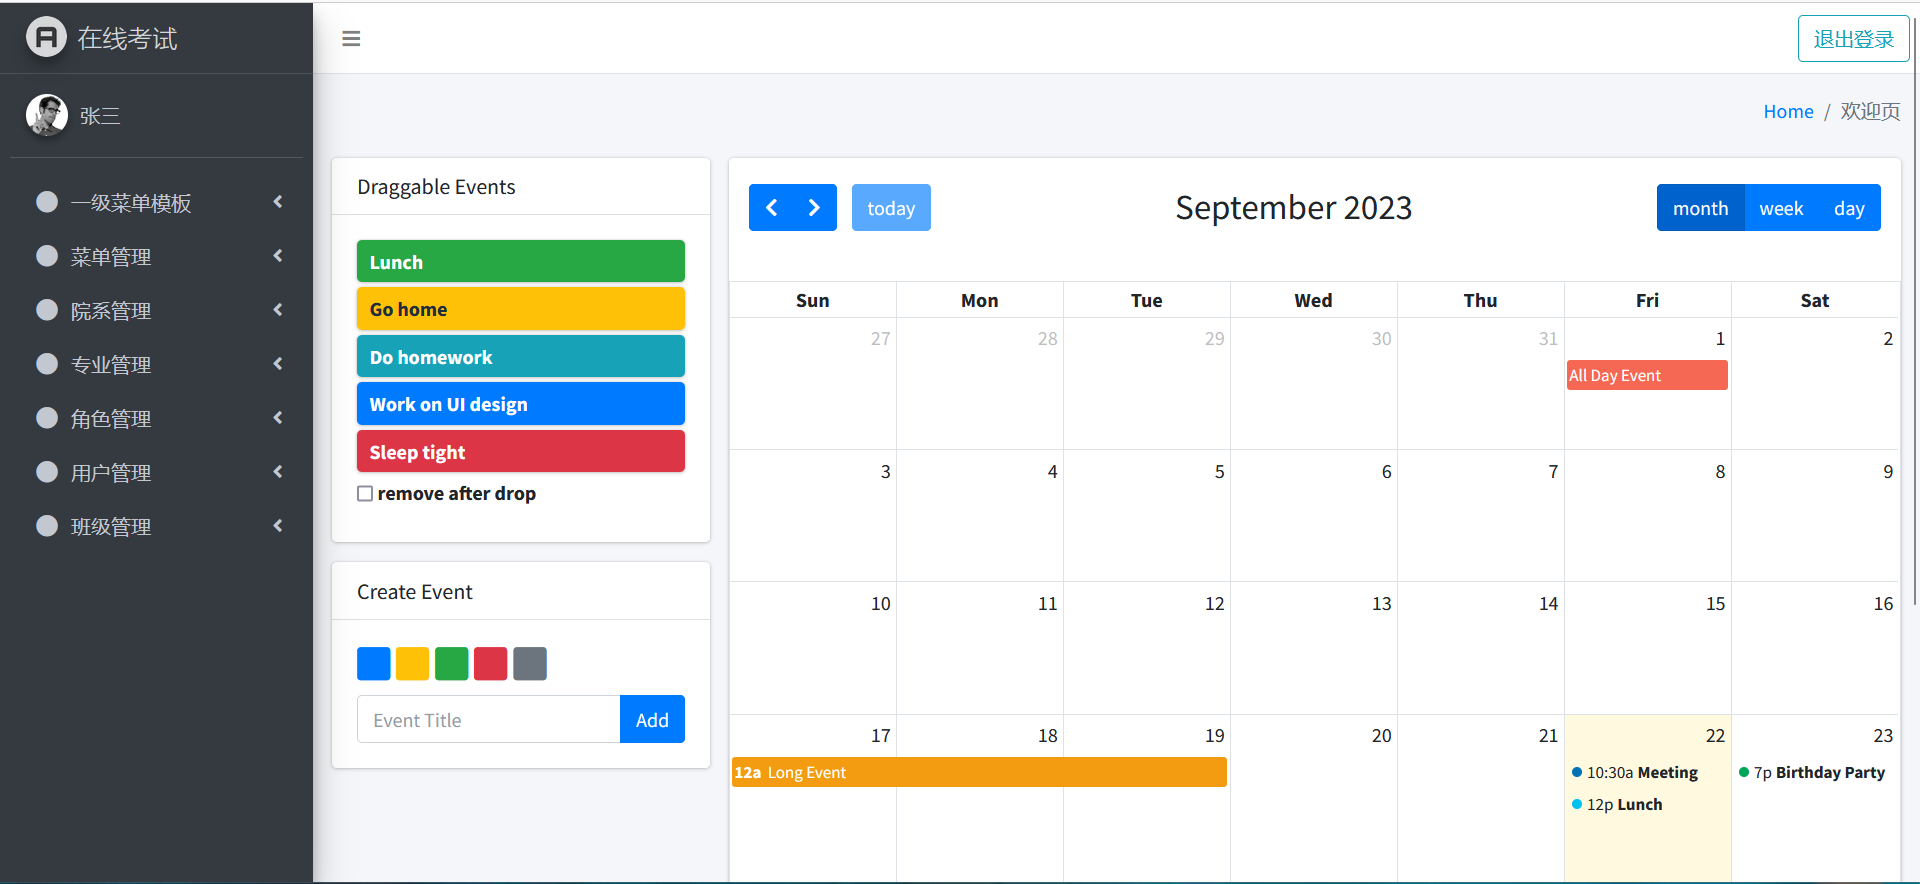 在线考试
退出登录
张三
Home / 欢迎页
一级菜单模板
菜单管理
院系管理
专业管理
角色管理
用户管理
班级管理
Draggable Events
Lunch
Go home
Do homework
Work on UI design
Sleep tight
remove after drop
Create Event
Event Title
Add
today
September 2023
month week day
Sun Mon Tue Wed Thu Fri Sat
27 28 29 30 31 1 2
All Day Event
3 4 5 6 7 8 9
10 11 12 13 14 15 16
17 18 19 20 21 22 23
12a Long Event
10:30a Meeting
7p Birthday Party
12p Lunch